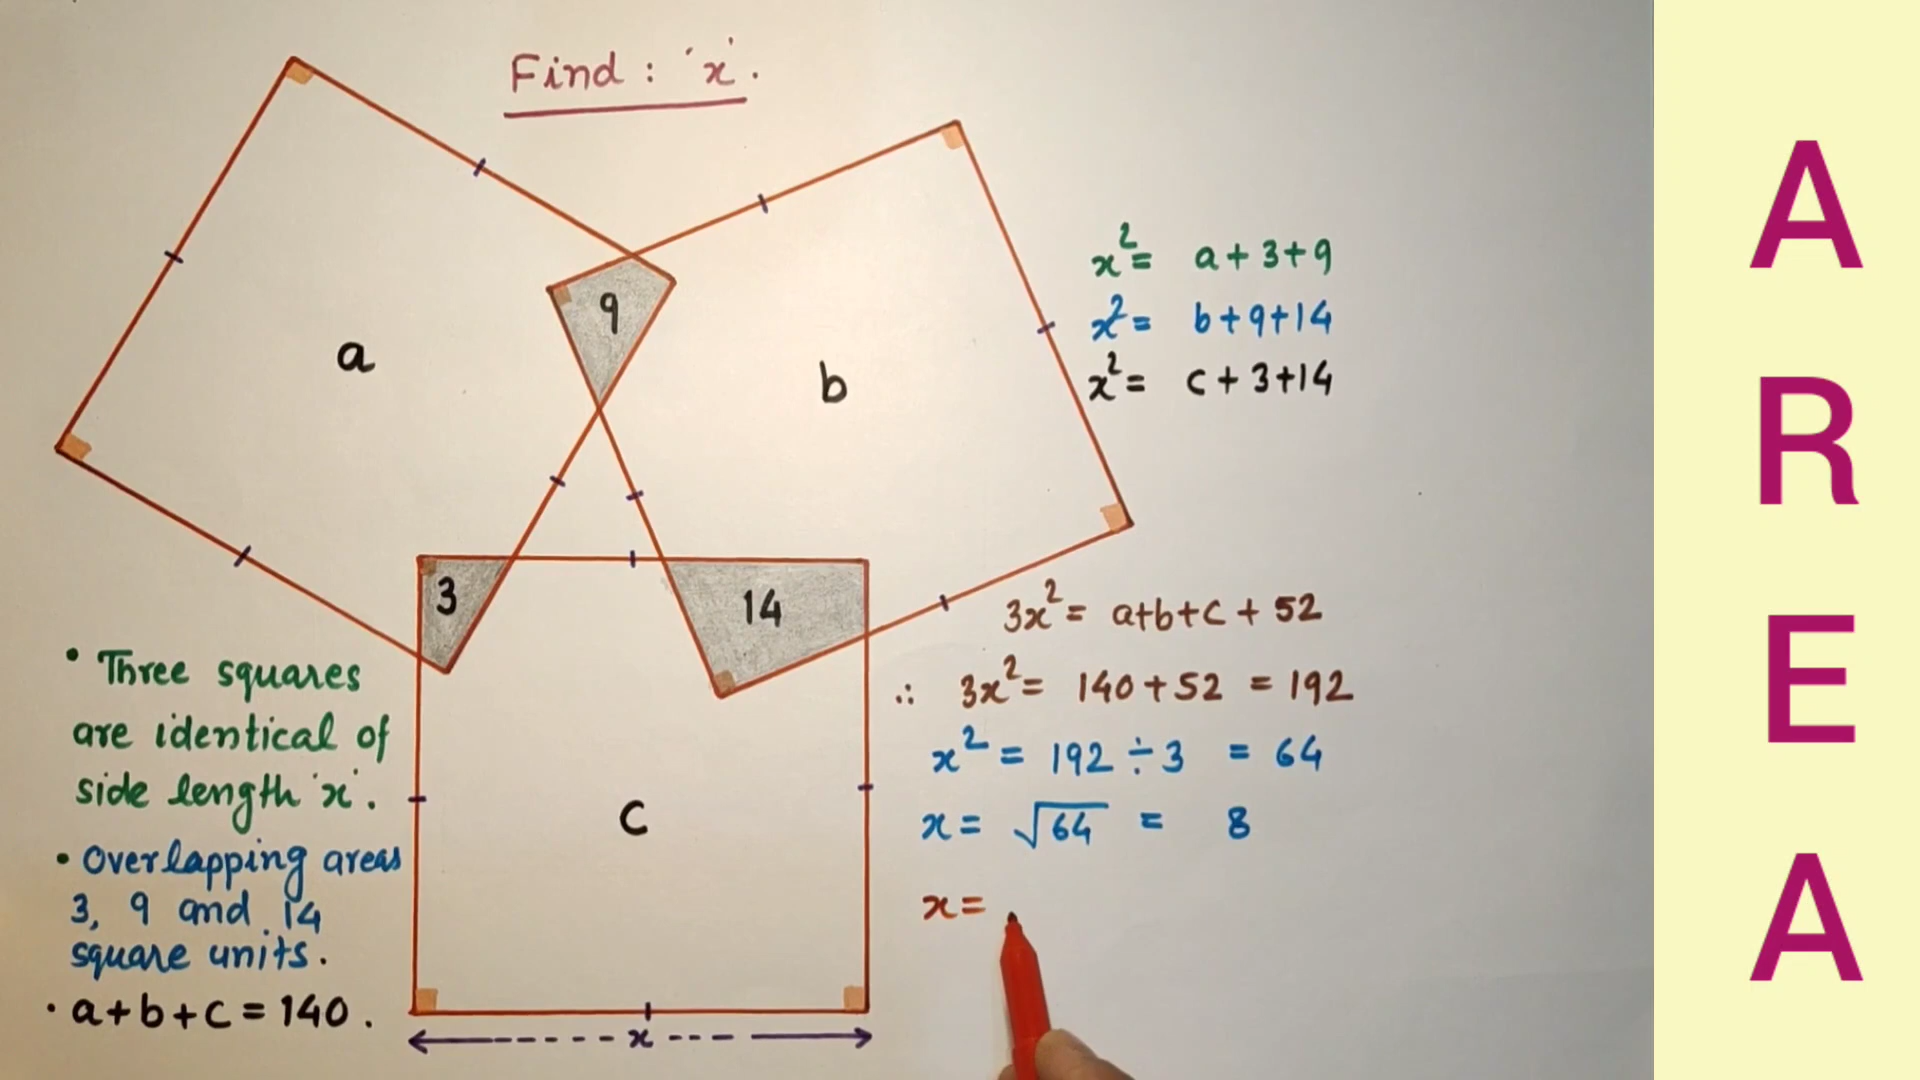 Find : 'x'.
a
9
b
3
14
c
x
x² = a + 3 + 9
x² = b + 9 + 14
x² = c + 3 + 14
3x² = a+b+c + 52
∴ 3x² = 140 + 52 = 192
x² = 192 ÷ 3 = 64
x = √64 = 8
x =
• Three squares
are identical of
side length 'x'.
• Overlapping areas
3, 9 and 14
square units.
• a+b+c = 140.
A
R
E
A